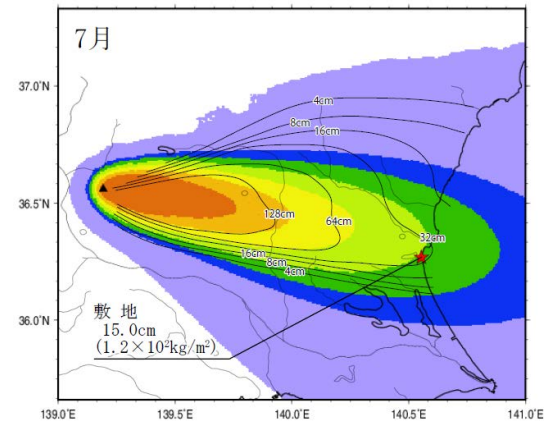 7月
37.0°
36.5°
36.0°
4cm
8cm
16cm
128cm
64cm
32cm
16cm
8cm
4cm
敷 地
15.0cm
(1.2×10²kg/m²)
139.0° 139.5° 140.0° 140.5° 141.0°